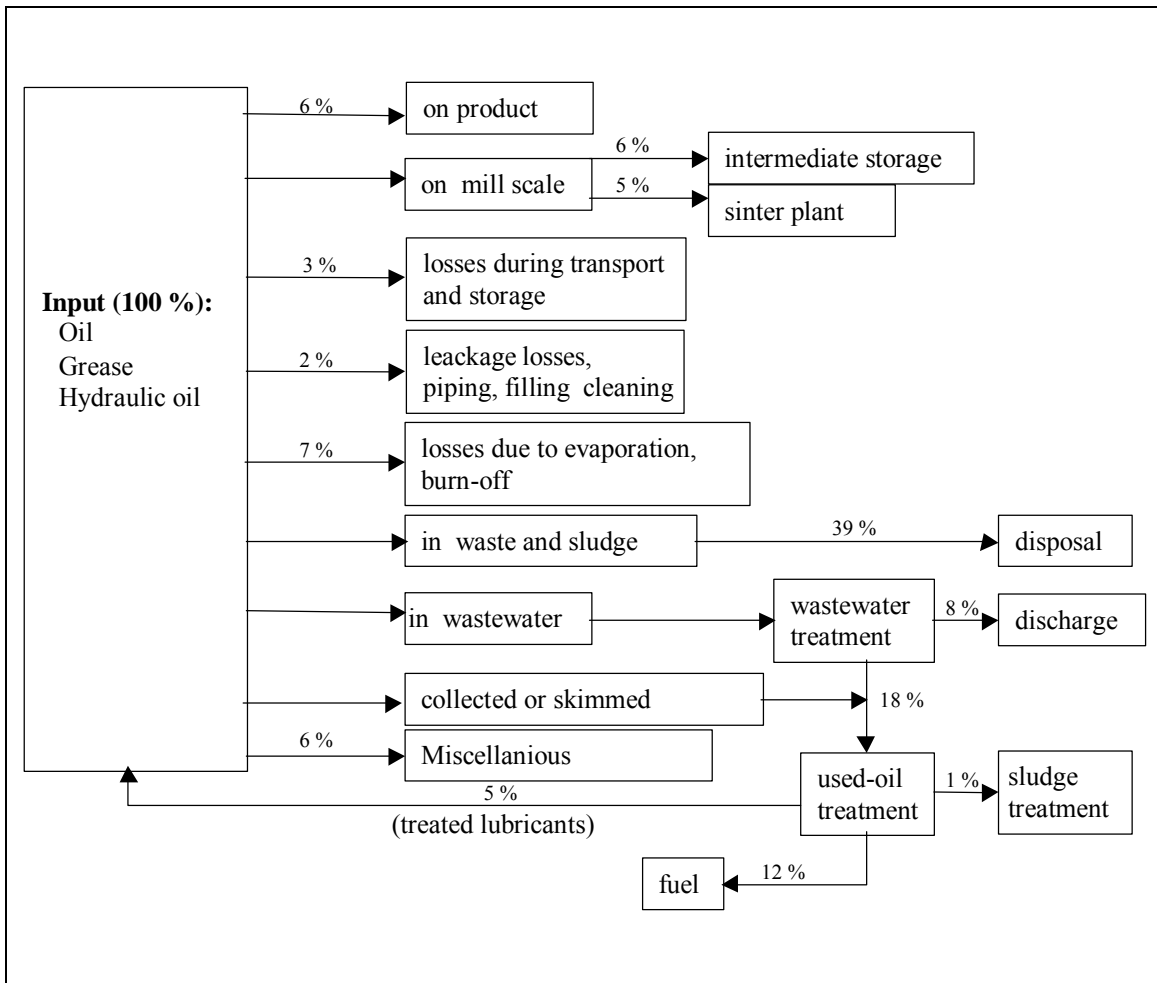 6 %
on product
6 %
intermediate storage
on mill scale
5 %
sinter plant
3 %
losses during transport
and storage
Input (100 %):
Oil
Grease
Hydraulic oil
2 %
leackage losses,
piping, filling cleaning
7 %
losses due to evaporation,
burn-off
in waste and sludge
39 %
disposal
in wastewater
wastewater
treatment
8 %
discharge
collected or skimmed
18 %
6 %
Miscellanious
used-oil
treatment
1 %
sludge
treatment
5 %
(treated lubricants)
fuel
12 %